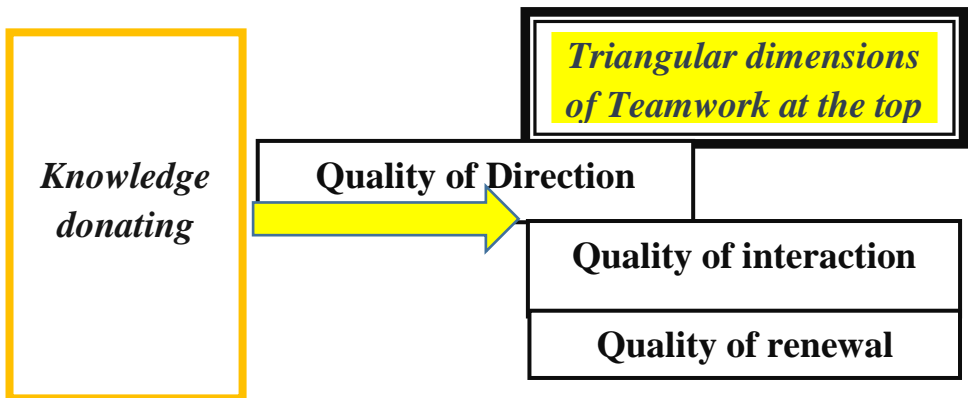 Triangular dimensions
of Teamwork at the top
Knowledge
donating
Quality of Direction
Quality of interaction
Quality of renewal